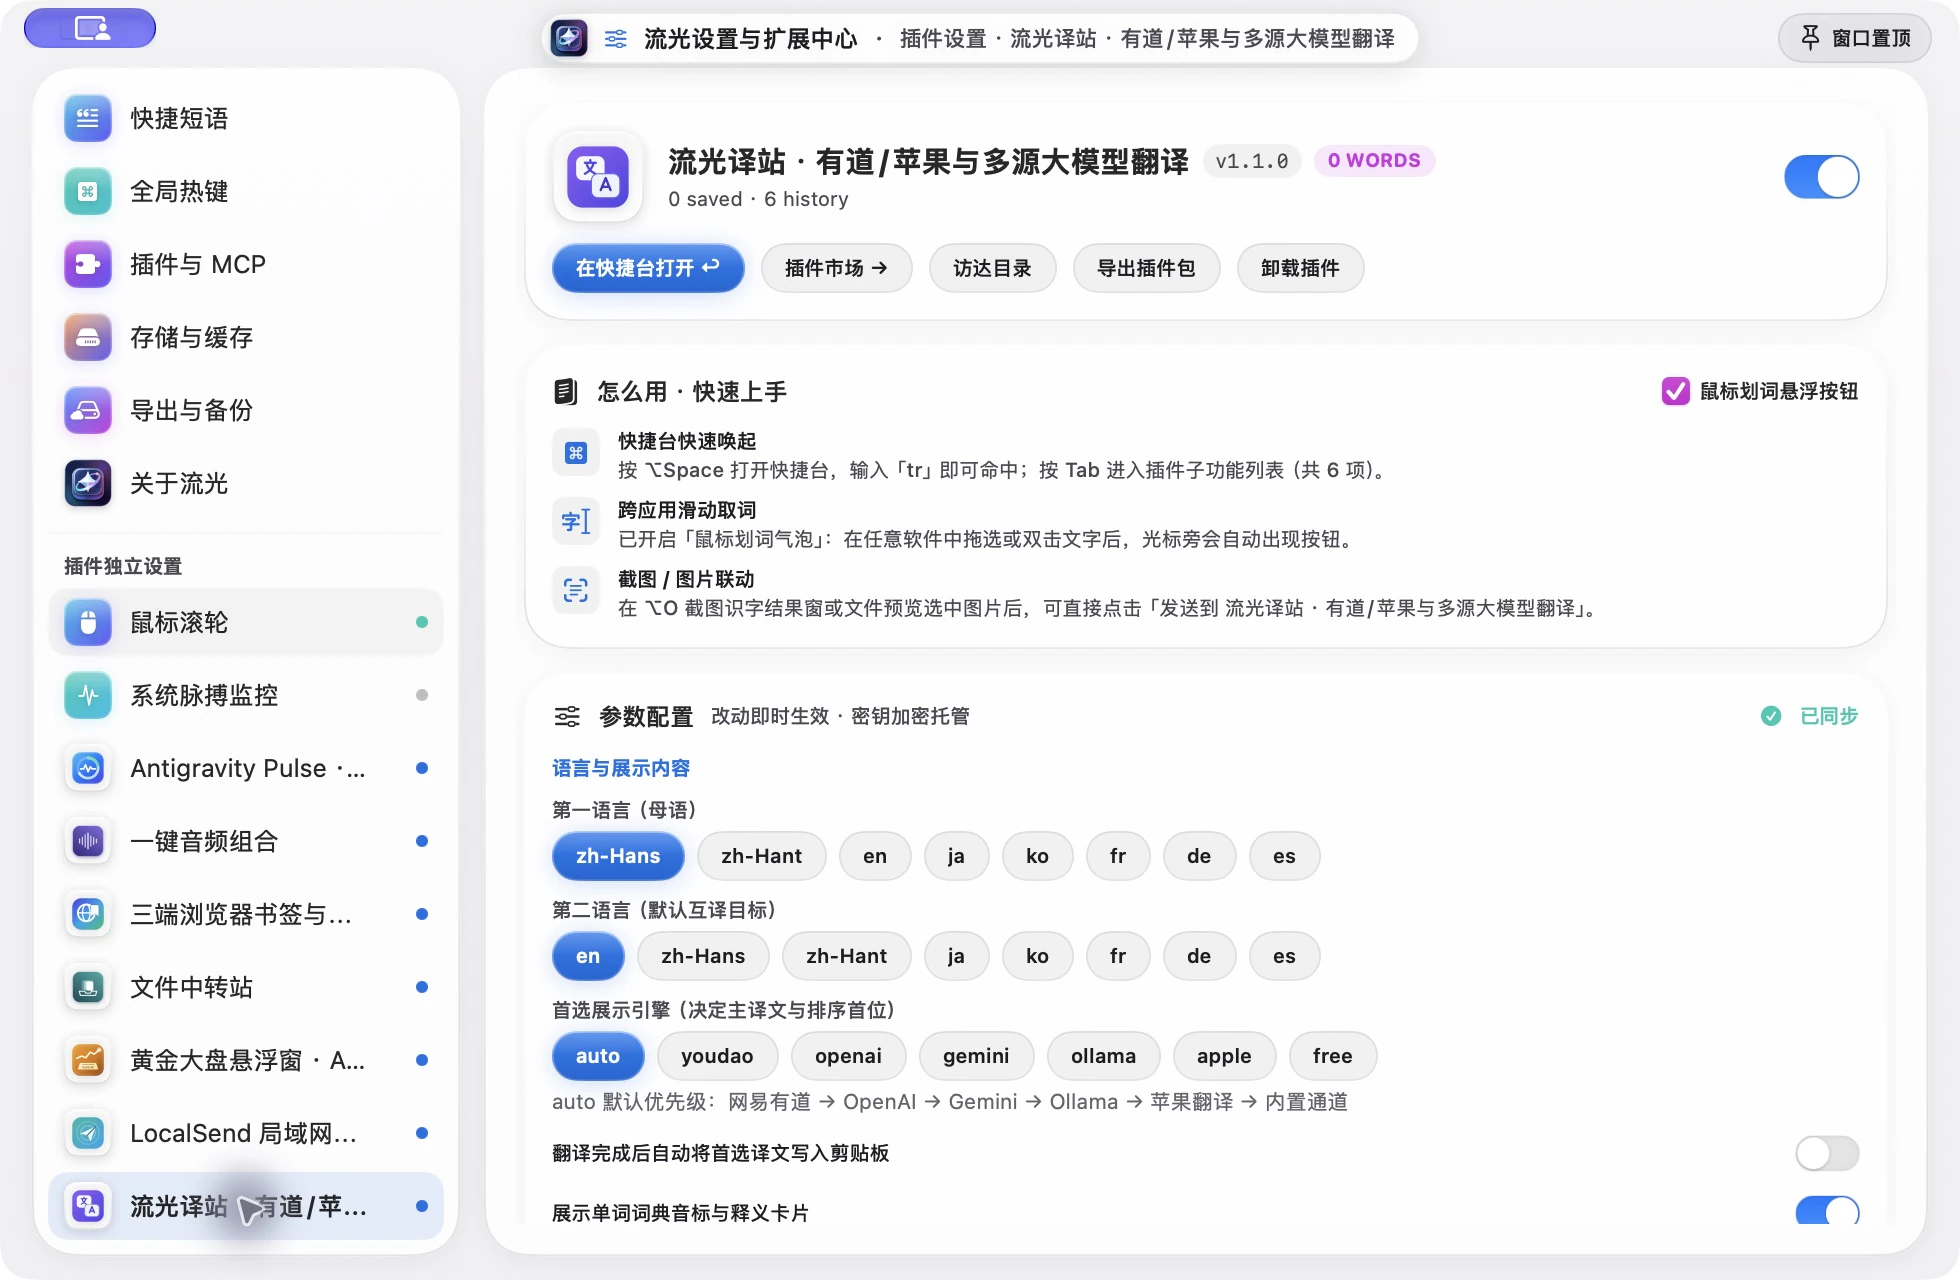 流光设置与扩展中心 · 插件设置 · 流光译站 · 有道/苹果与多源大模型翻译
窗口置顶
快捷短语
全局热键
插件与 MCP
存储与缓存
导出与备份
关于流光
插件独立设置
鼠标滚轮
系统脉搏监控
Antigravity Pulse ·...
一键音频组合
三端浏览器书签与...
文件中转站
黄金大盘悬浮窗 · A...
LocalSend 局域网...
流光译站 有道/苹...
流光译站 · 有道/苹果与多源大模型翻译 v1.1.0 0 WORDS
0 saved · 6 history
在快捷台打开 ↩ 插件市场 → 访达目录 导出插件包 卸载插件
怎么用 · 快速上手 鼠标划词悬浮按钮
快捷台快速唤起
按 ⌥Space 打开快捷台，输入「tr」即可命中；按 Tab 进入插件子功能列表（共 6 项）。
跨应用滑动取词
已开启「鼠标划词气泡」：在任意软件中拖选或双击文字后，光标旁会自动出现按钮。
截图 / 图片联动
在 ⌥O 截图识字结果窗或文件预览选中图片后，可直接点击「发送到 流光译站 · 有道/苹果与多源大模型翻译」。
参数配置 改动即时生效 · 密钥加密托管 已同步
语言与展示内容
第一语言（母语）
zh-Hans zh-Hant en ja ko fr de es
第二语言（默认互译目标）
en zh-Hans zh-Hant ja ko fr de es
首选展示引擎（决定主译文与排序首位）
auto youdao openai gemini ollama apple free
auto 默认优先级：网易有道 → OpenAI → Gemini → Ollama → 苹果翻译 → 内置通道
翻译完成后自动将首选译文写入剪贴板
展示单词词典音标与释义卡片